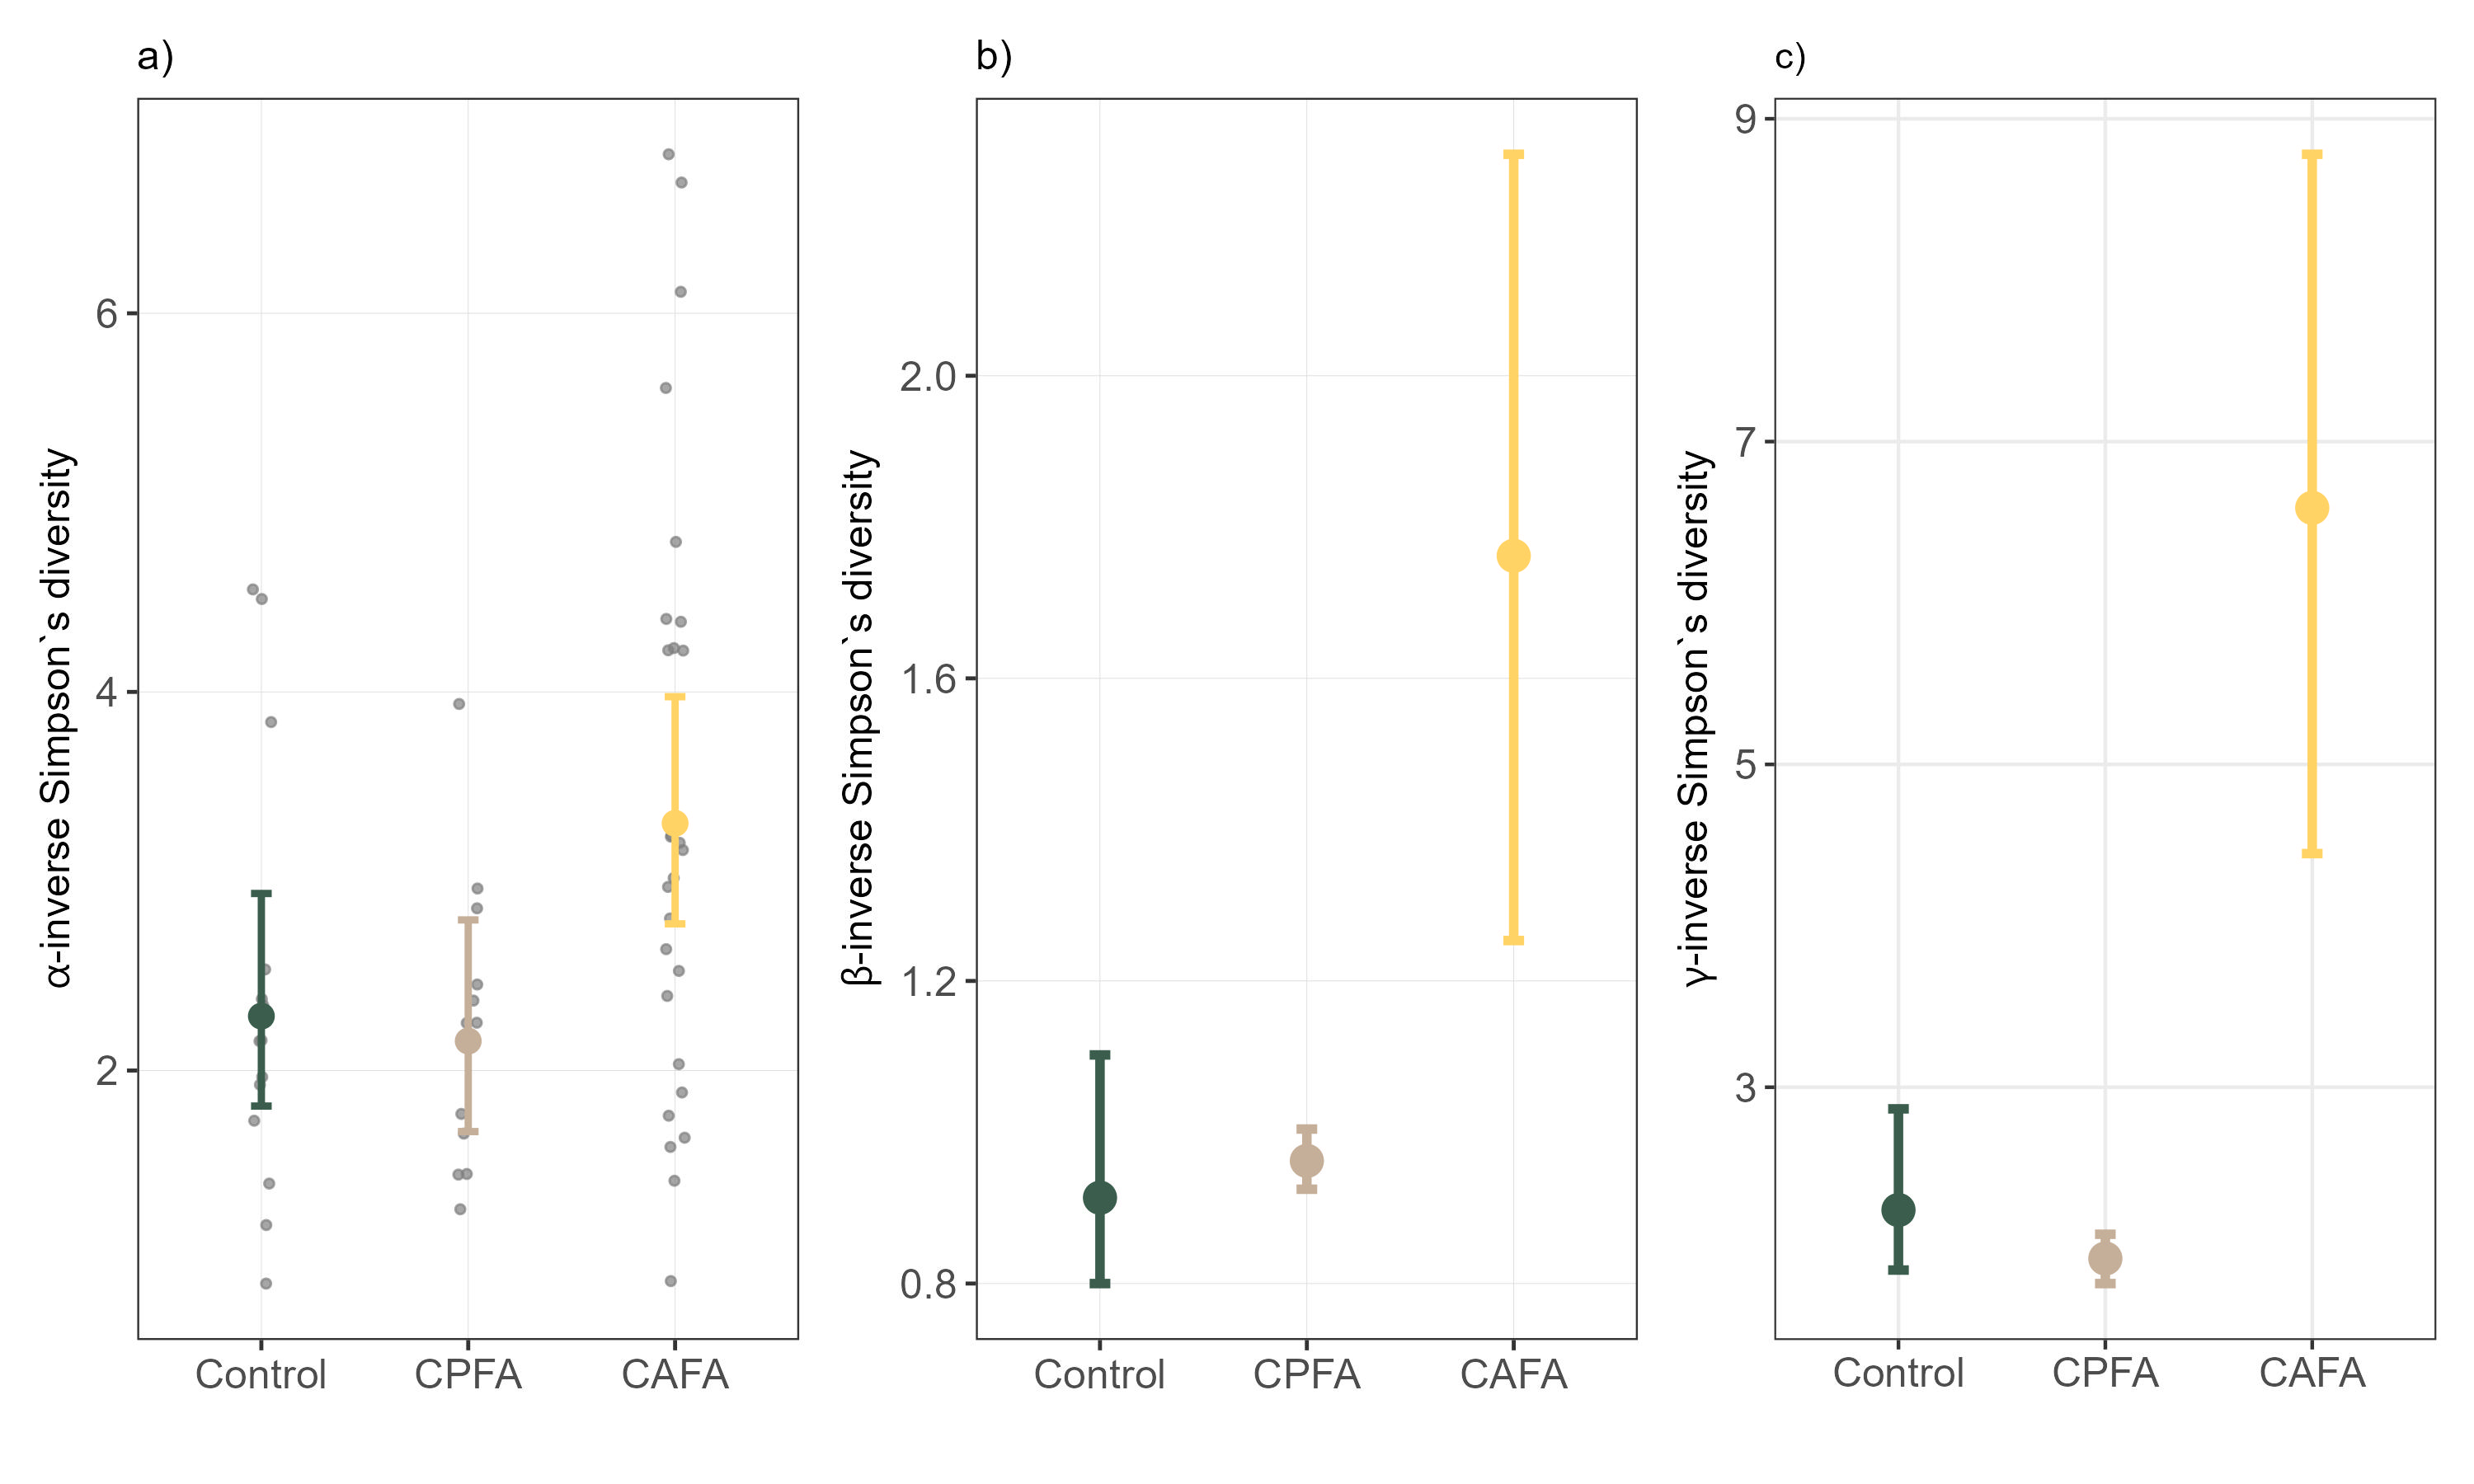 a)
α-inverse Simpson`s diversity
6
4
2
Control CPFA CAFA
b)
β-inverse Simpson`s diversity
2.0
1.6
1.2
0.8
Control CPFA CAFA
c)
γ-inverse Simpson`s diversity
9
7
5
3
Control CPFA CAFA